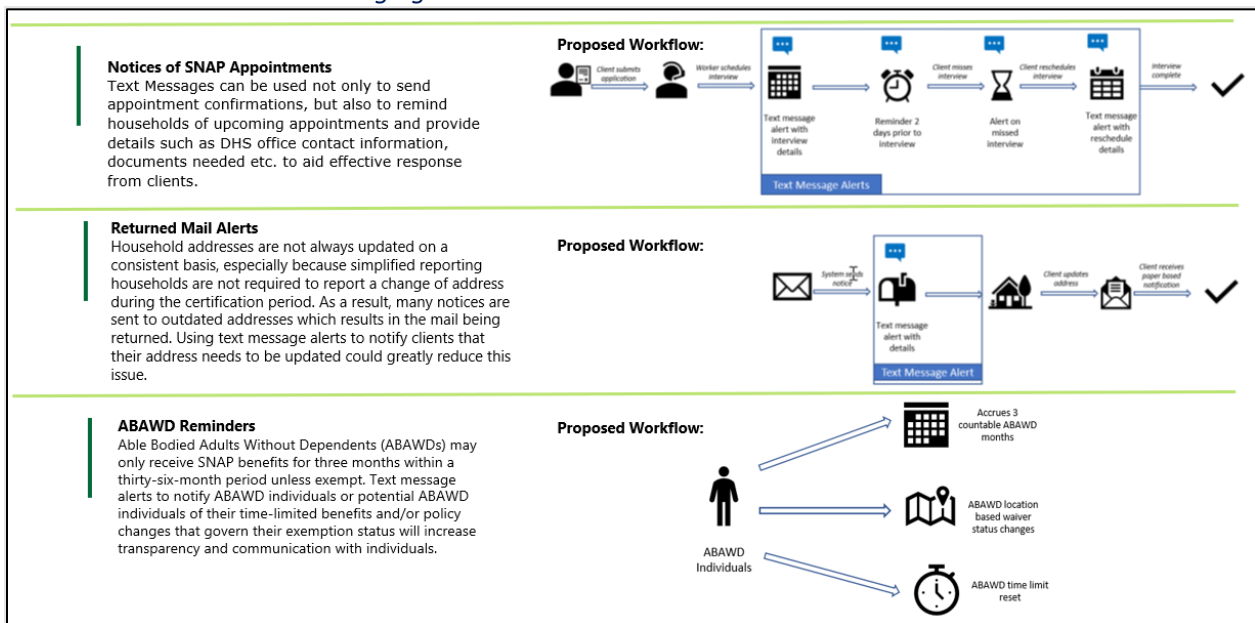 Notices of SNAP Appointments
Text Messages can be used not only to send
appointment confirmations, but also to remind
households of upcoming appointments and provide
details such as DHS office contact information,
documents needed etc. to aid effective response
from clients.
Proposed Workflow:
Client submits
application
Worker schedules
interview
Text message
alert with
interview
details
Reminder 2
days prior to
interview
Client misses
interview
Alert on
missed
interview
Client reschedules
interview
Text message
alert with
reschedule
details
Interview
complete
Text Message Alerts
Returned Mail Alerts
Household addresses are not always updated on a
consistent basis, especially because simplified reporting
households are not required to report a change of address
during the certification period. As a result, many notices are
sent to outdated addresses which results in the mail being
returned. Using text message alerts to notify clients that
their address needs to be updated could greatly reduce this
issue.
Proposed Workflow:
System sends
notice
Text message
alert with
details
Text Message Alert
Client updates
address
Client receives
paper based
notification
ABAWD Reminders
Able Bodied Adults Without Dependents (ABAWDs) may
only receive SNAP benefits for three months within a
thirty-six-month period unless exempt. Text message
alerts to notify ABAWD individuals or potential ABAWD
individuals of their time-limited benefits and/or policy
changes that govern their exemption status will increase
transparency and communication with individuals.
Proposed Workflow:
ABAWD
Individuals
Accrues 3
countable ABAWD
months
ABAWD location
based waiver
status changes
ABAWD time limit
reset